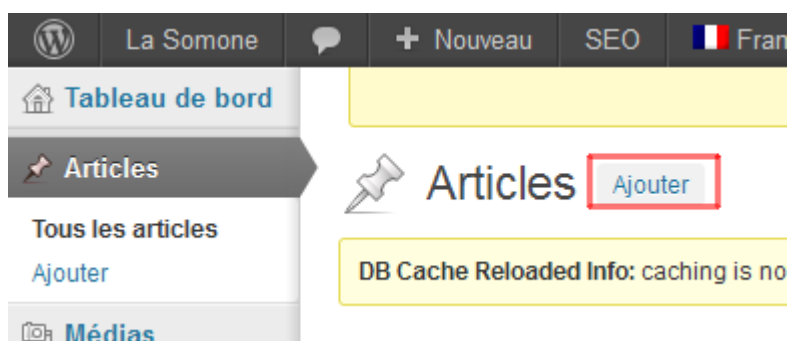 La Somone
Nouveau
SEO
Fran
Tableau de bord
Articles
Tous les articles
Ajouter
Médias
Articles
Ajouter
DB Cache Reloaded Info: caching is no